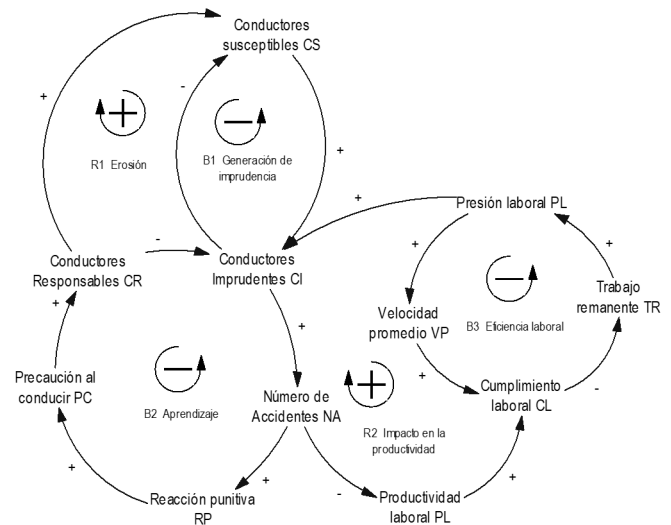 Conductores
susceptibles CS
+
-
+
R1 Erosión
B1 Generación de
imprudencia
+
+
Presión laboral PL
-
Conductores
Responsables CR
Conductores
Imprudentes CI
+
+
B3 Eficiencia laboral
Trabajo
remanente TR
+
Velocidad
promedio VP
+
Precaución al
conducir PC
B2 Aprendizaje
Número de
Accidentes NA
+
Cumplimiento
laboral CL
-
R2 Impacto en la
productividad
+
+
-
+
Reacción punitiva
RP
Productividad
laboral PL